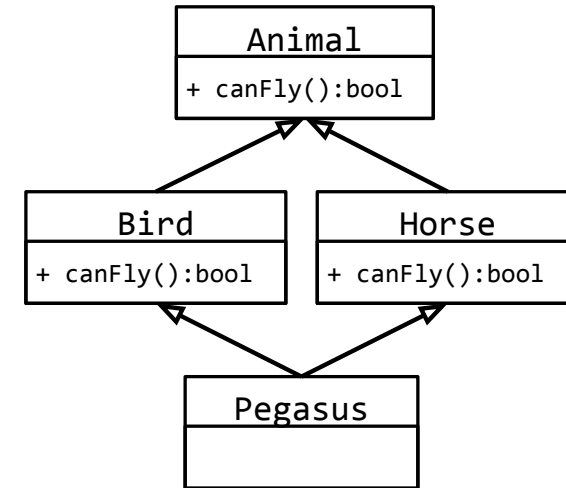 Animal
+ canFly():bool
Bird
+ canFly():bool
Horse
+ canFly():bool
Pegasus